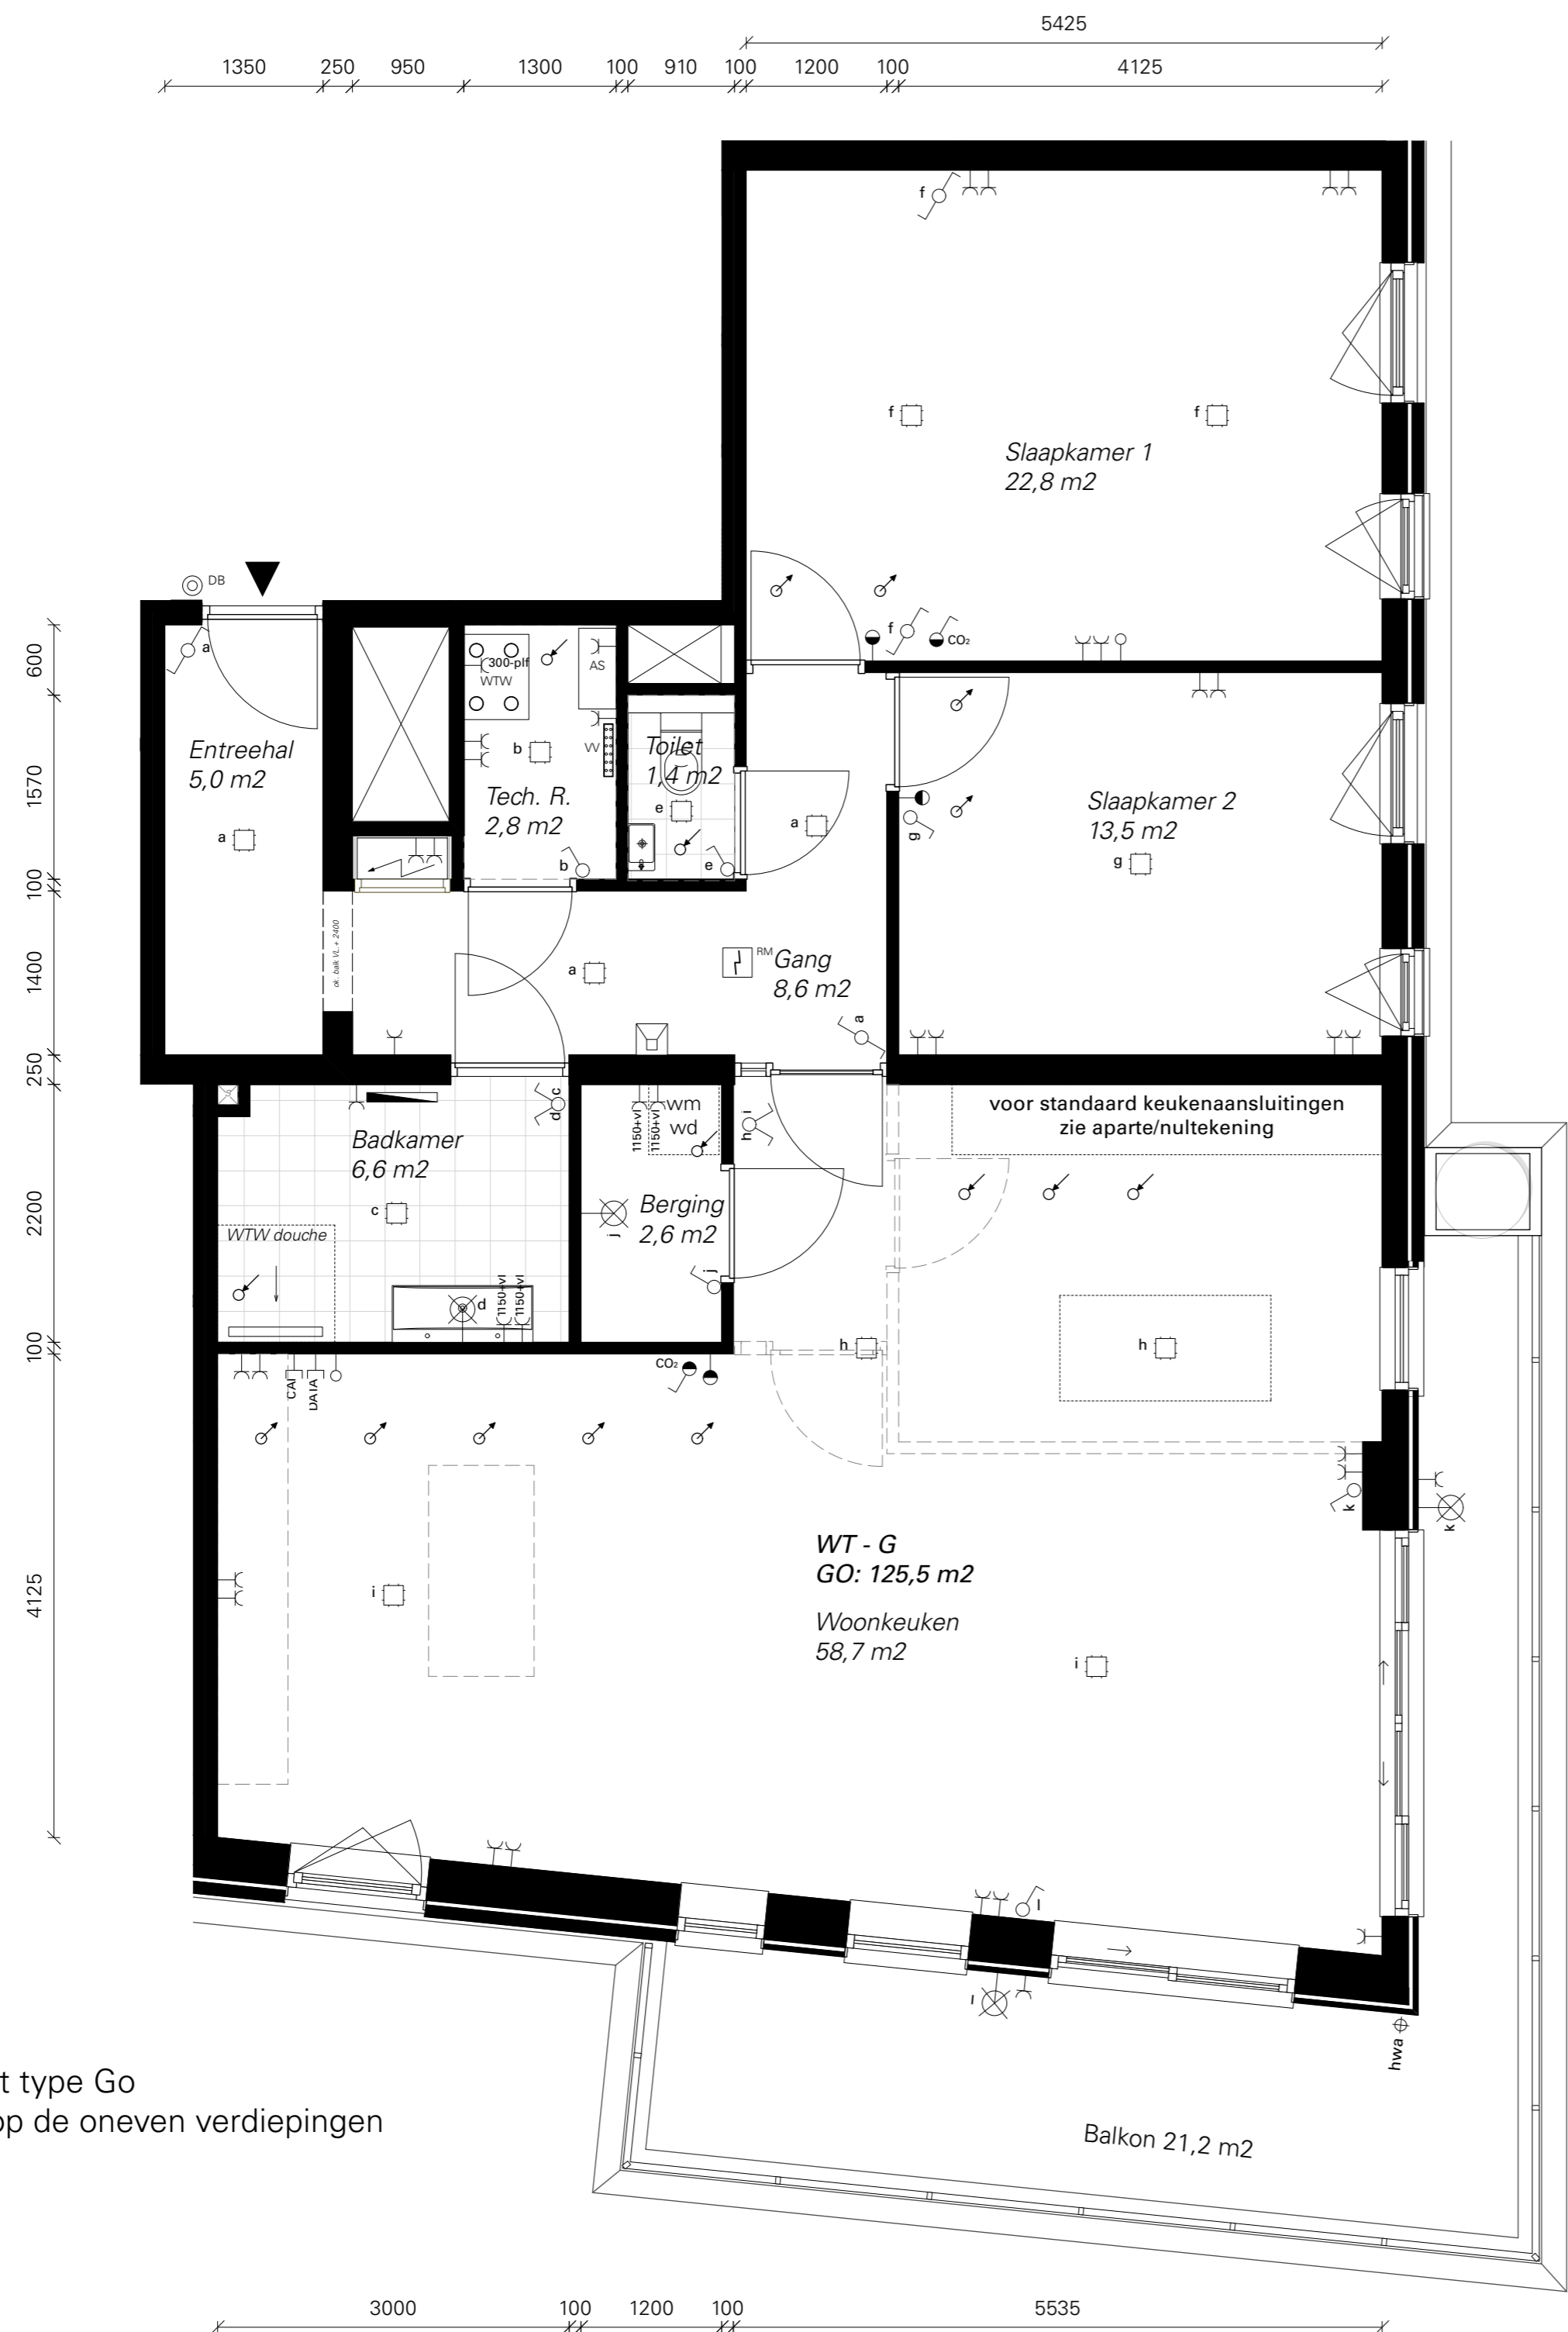 5425
1350 250 950 1300 100 910 100 1200 100 4125
f
f f
Slaapkamer 1
22,8 m2
DB
a
f CO₂
600
1570
100
1400
250
2200
100
4125
300-plf
WTW
AS
VV
b
Entreehal
5,0 m2
a
Tech. R.
2,8 m2
b
Toilet
1,4 m2
e
e
a
g
Slaapkamer 2
13,5 m2
g
ok. balk VL.+ 2400
a
RM
Gang
8,6 m2
a
voor standaard keukenaansluitingen
zie aparte/nultekening
d c
1150+vl
1150+vl
wm
wd
h i
Badkamer
6,6 m2
c
WTW douche
d
1150+vl
1150+vl
Berging
2,6 m2
j
j
CAI
DATA
CO₂
h
h
k
k
WT - G
GO: 125,5 m2
Woonkeuken
58,7 m2
i
i
l
l
hwa
t type Go
op de oneven verdiepingen
Balkon 21,2 m2
3000 100 1200 100 5535